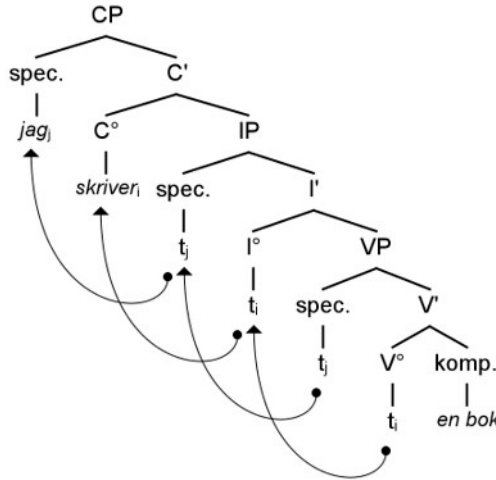 CP
spec. C'
jagⱼ C° IP
skriverᵢ spec. I'
tⱼ I° VP
tᵢ spec. V'
tⱼ V° komp.
tᵢ en bok